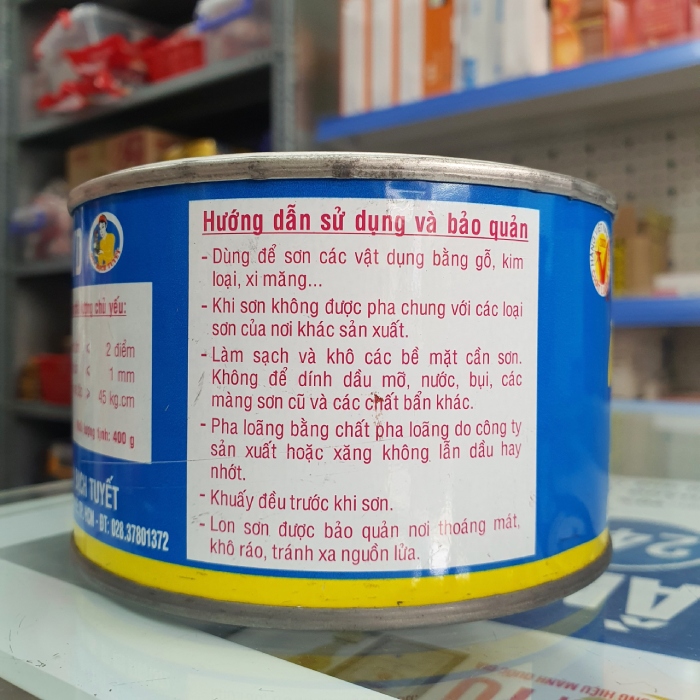 Hướng dẫn sử dụng và bảo quản
- Dùng để sơn các vật dụng bằng gỗ, kim
loại, xi măng...
- Khi sơn không được pha chung với các loại
sơn của nơi khác sản xuất.
- Làm sạch và khô các bề mặt cần sơn.
Không để dính dầu mỡ, nước, bụi, các
màng sơn cũ và các chất bẩn khác.
- Pha loãng bằng chất pha loãng do công ty
sản xuất hoặc xăng không lẫn dầu hay
nhớt.
- Khuấy đều trước khi sơn.
- Lon sơn được bảo quản nơi thoáng mát,
khô ráo, tránh xa nguồn lửa.
chủ yếu:
< 2 điểm
< 1 mm
> 45 kg.cm
tịnh: 400 g
BẠCH TUYẾT
HCM - ĐT: 028.37801372
24